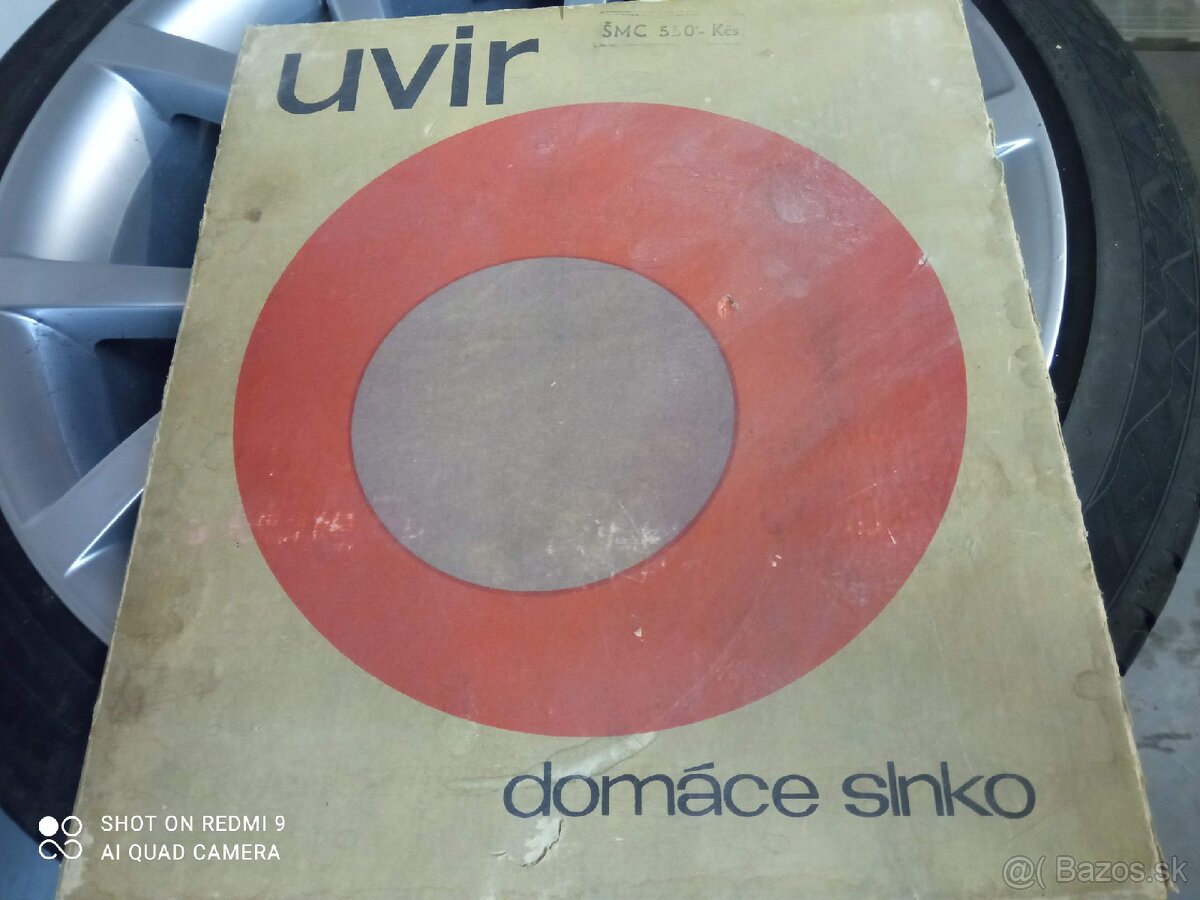 uvir
ŠMC 550·- Kčs
domáce slnko
SHOT ON REDMI 9
AI QUAD CAMERA
@( Bazos.sk